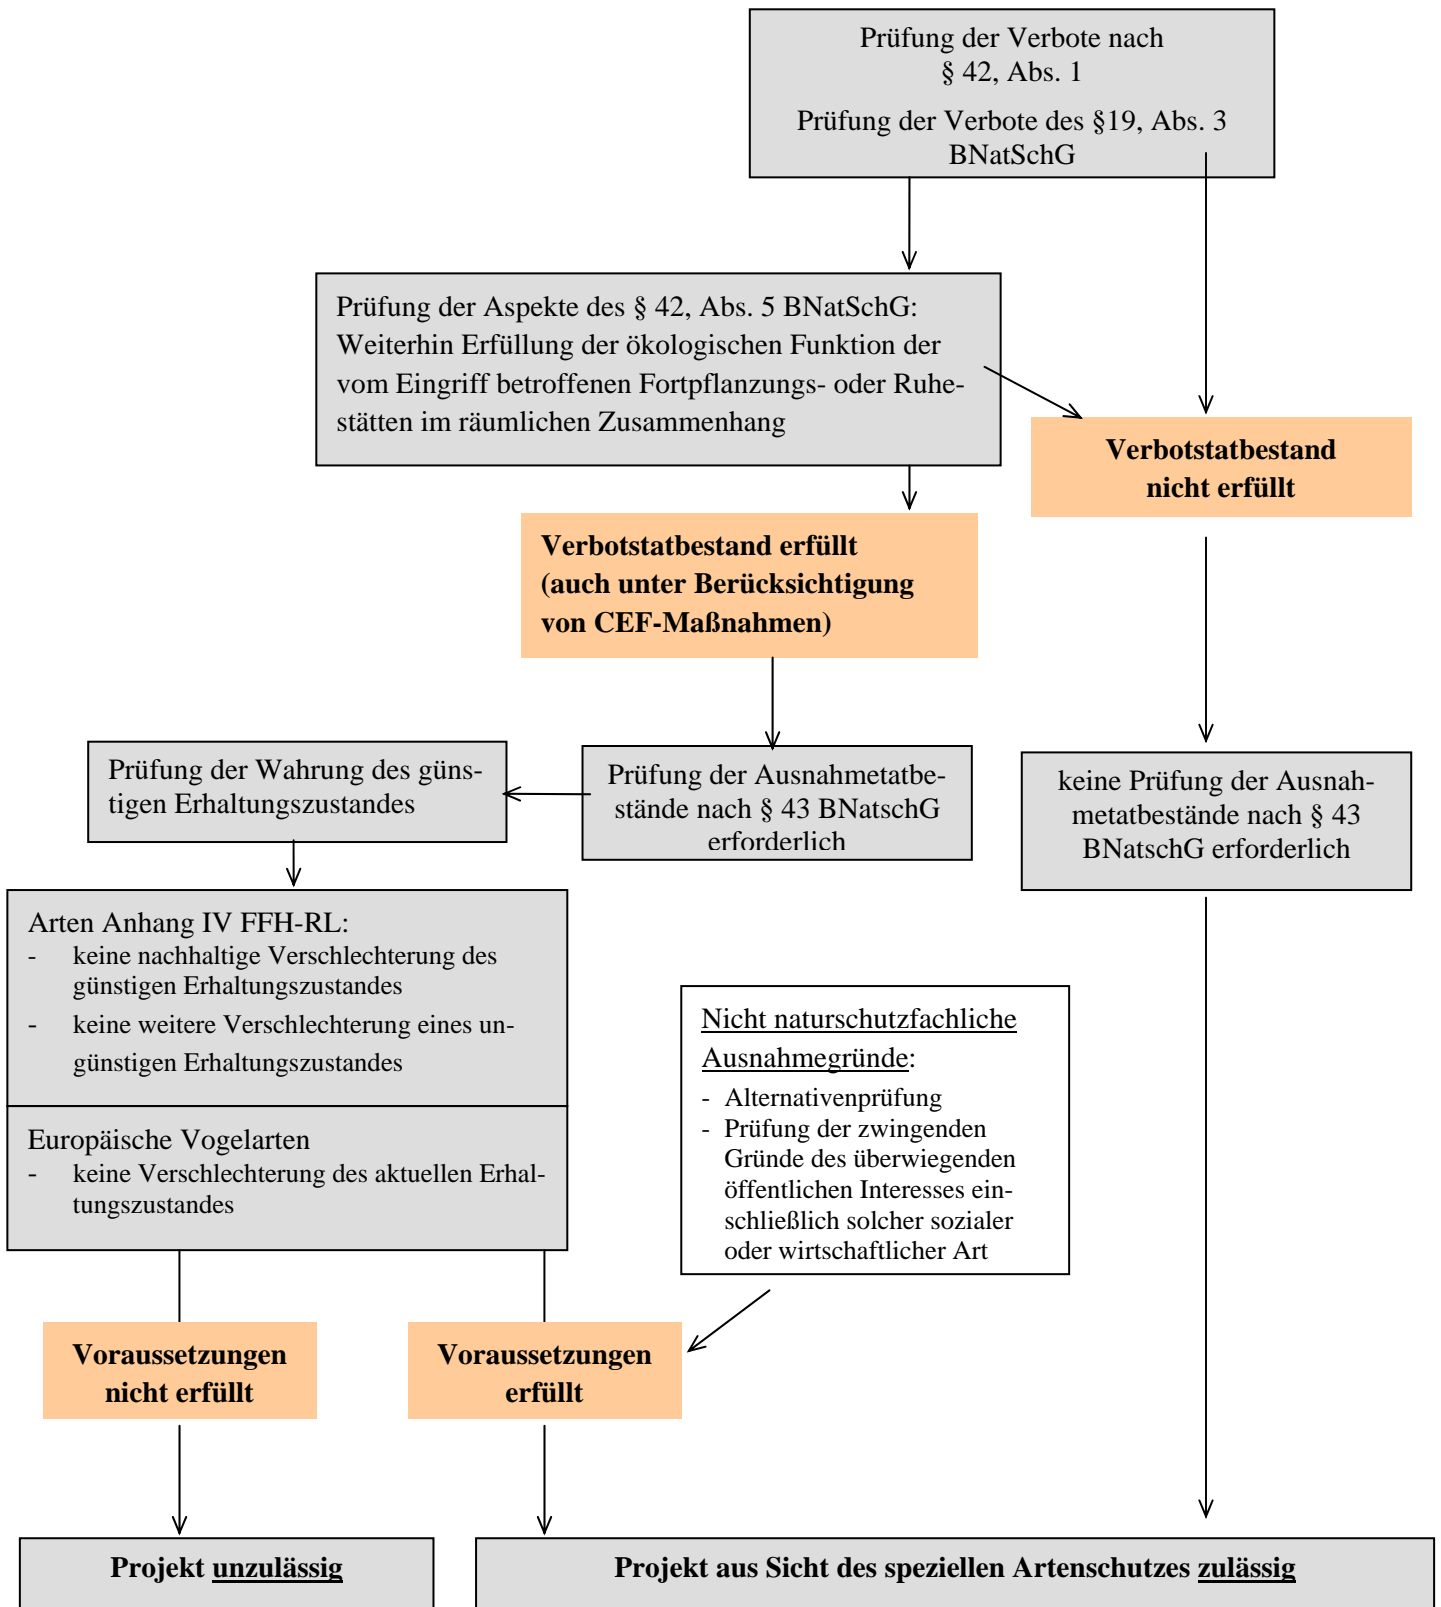 Prüfung der Verbote nach
§ 42, Abs. 1
Prüfung der Verbote des §19, Abs. 3
BNatSchG
Prüfung der Aspekte des § 42, Abs. 5 BNatSchG:
Weiterhin Erfüllung der ökologischen Funktion der
vom Eingriff betroffenen Fortpflanzungs- oder Ruhe-
stätten im räumlichen Zusammenhang
Verbotstatbestand
nicht erfüllt
Verbotstatbestand erfüllt
(auch unter Berücksichtigung
von CEF-Maßnahmen)
Prüfung der Wahrung des güns-
tigen Erhaltungszustandes
Prüfung der Ausnahmetatbe-
stände nach § 43 BNatschG
erforderlich
keine Prüfung der Ausnah-
metatbestände nach § 43
BNatschG erforderlich
Arten Anhang IV FFH-RL:
- keine nachhaltige Verschlechterung des
günstigen Erhaltungszustandes
- keine weitere Verschlechterung eines un-
günstigen Erhaltungszustandes
Europäische Vogelarten
- keine Verschlechterung des aktuellen Erhal-
tungszustandes
Nicht naturschutzfachliche
Ausnahmegründe:
- Alternativenprüfung
- Prüfung der zwingenden
Gründe des überwiegenden
öffentlichen Interesses ein-
schließlich solcher sozialer
oder wirtschaftlicher Art
Voraussetzungen
nicht erfüllt
Voraussetzungen
erfüllt
Projekt unzulässig
Projekt aus Sicht des speziellen Artenschutzes zulässig